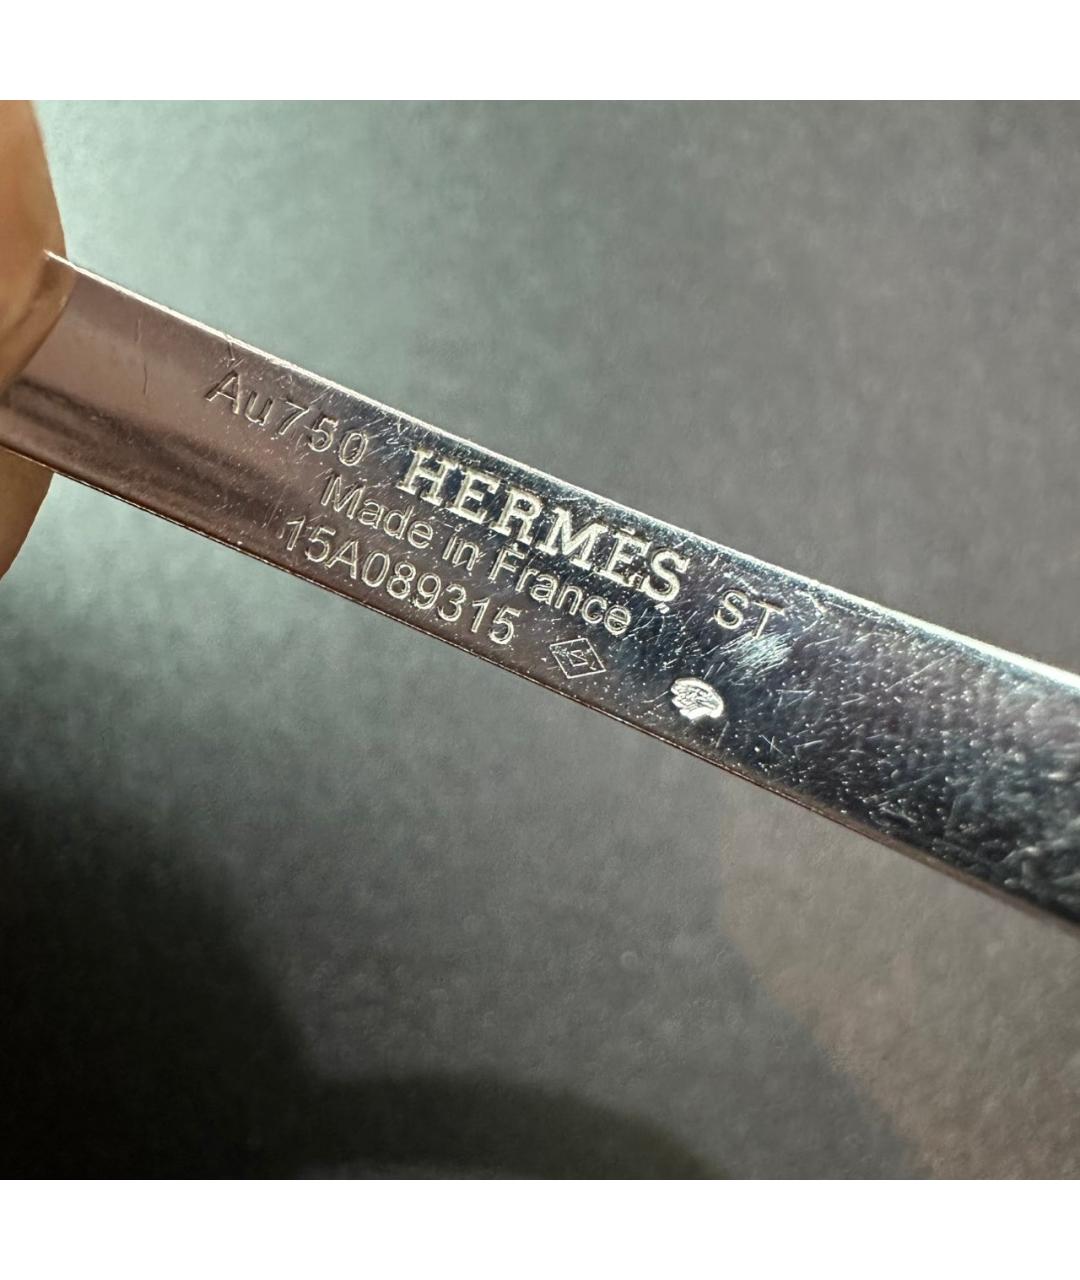 Au750 HERMES ST
Made in France
15A089315